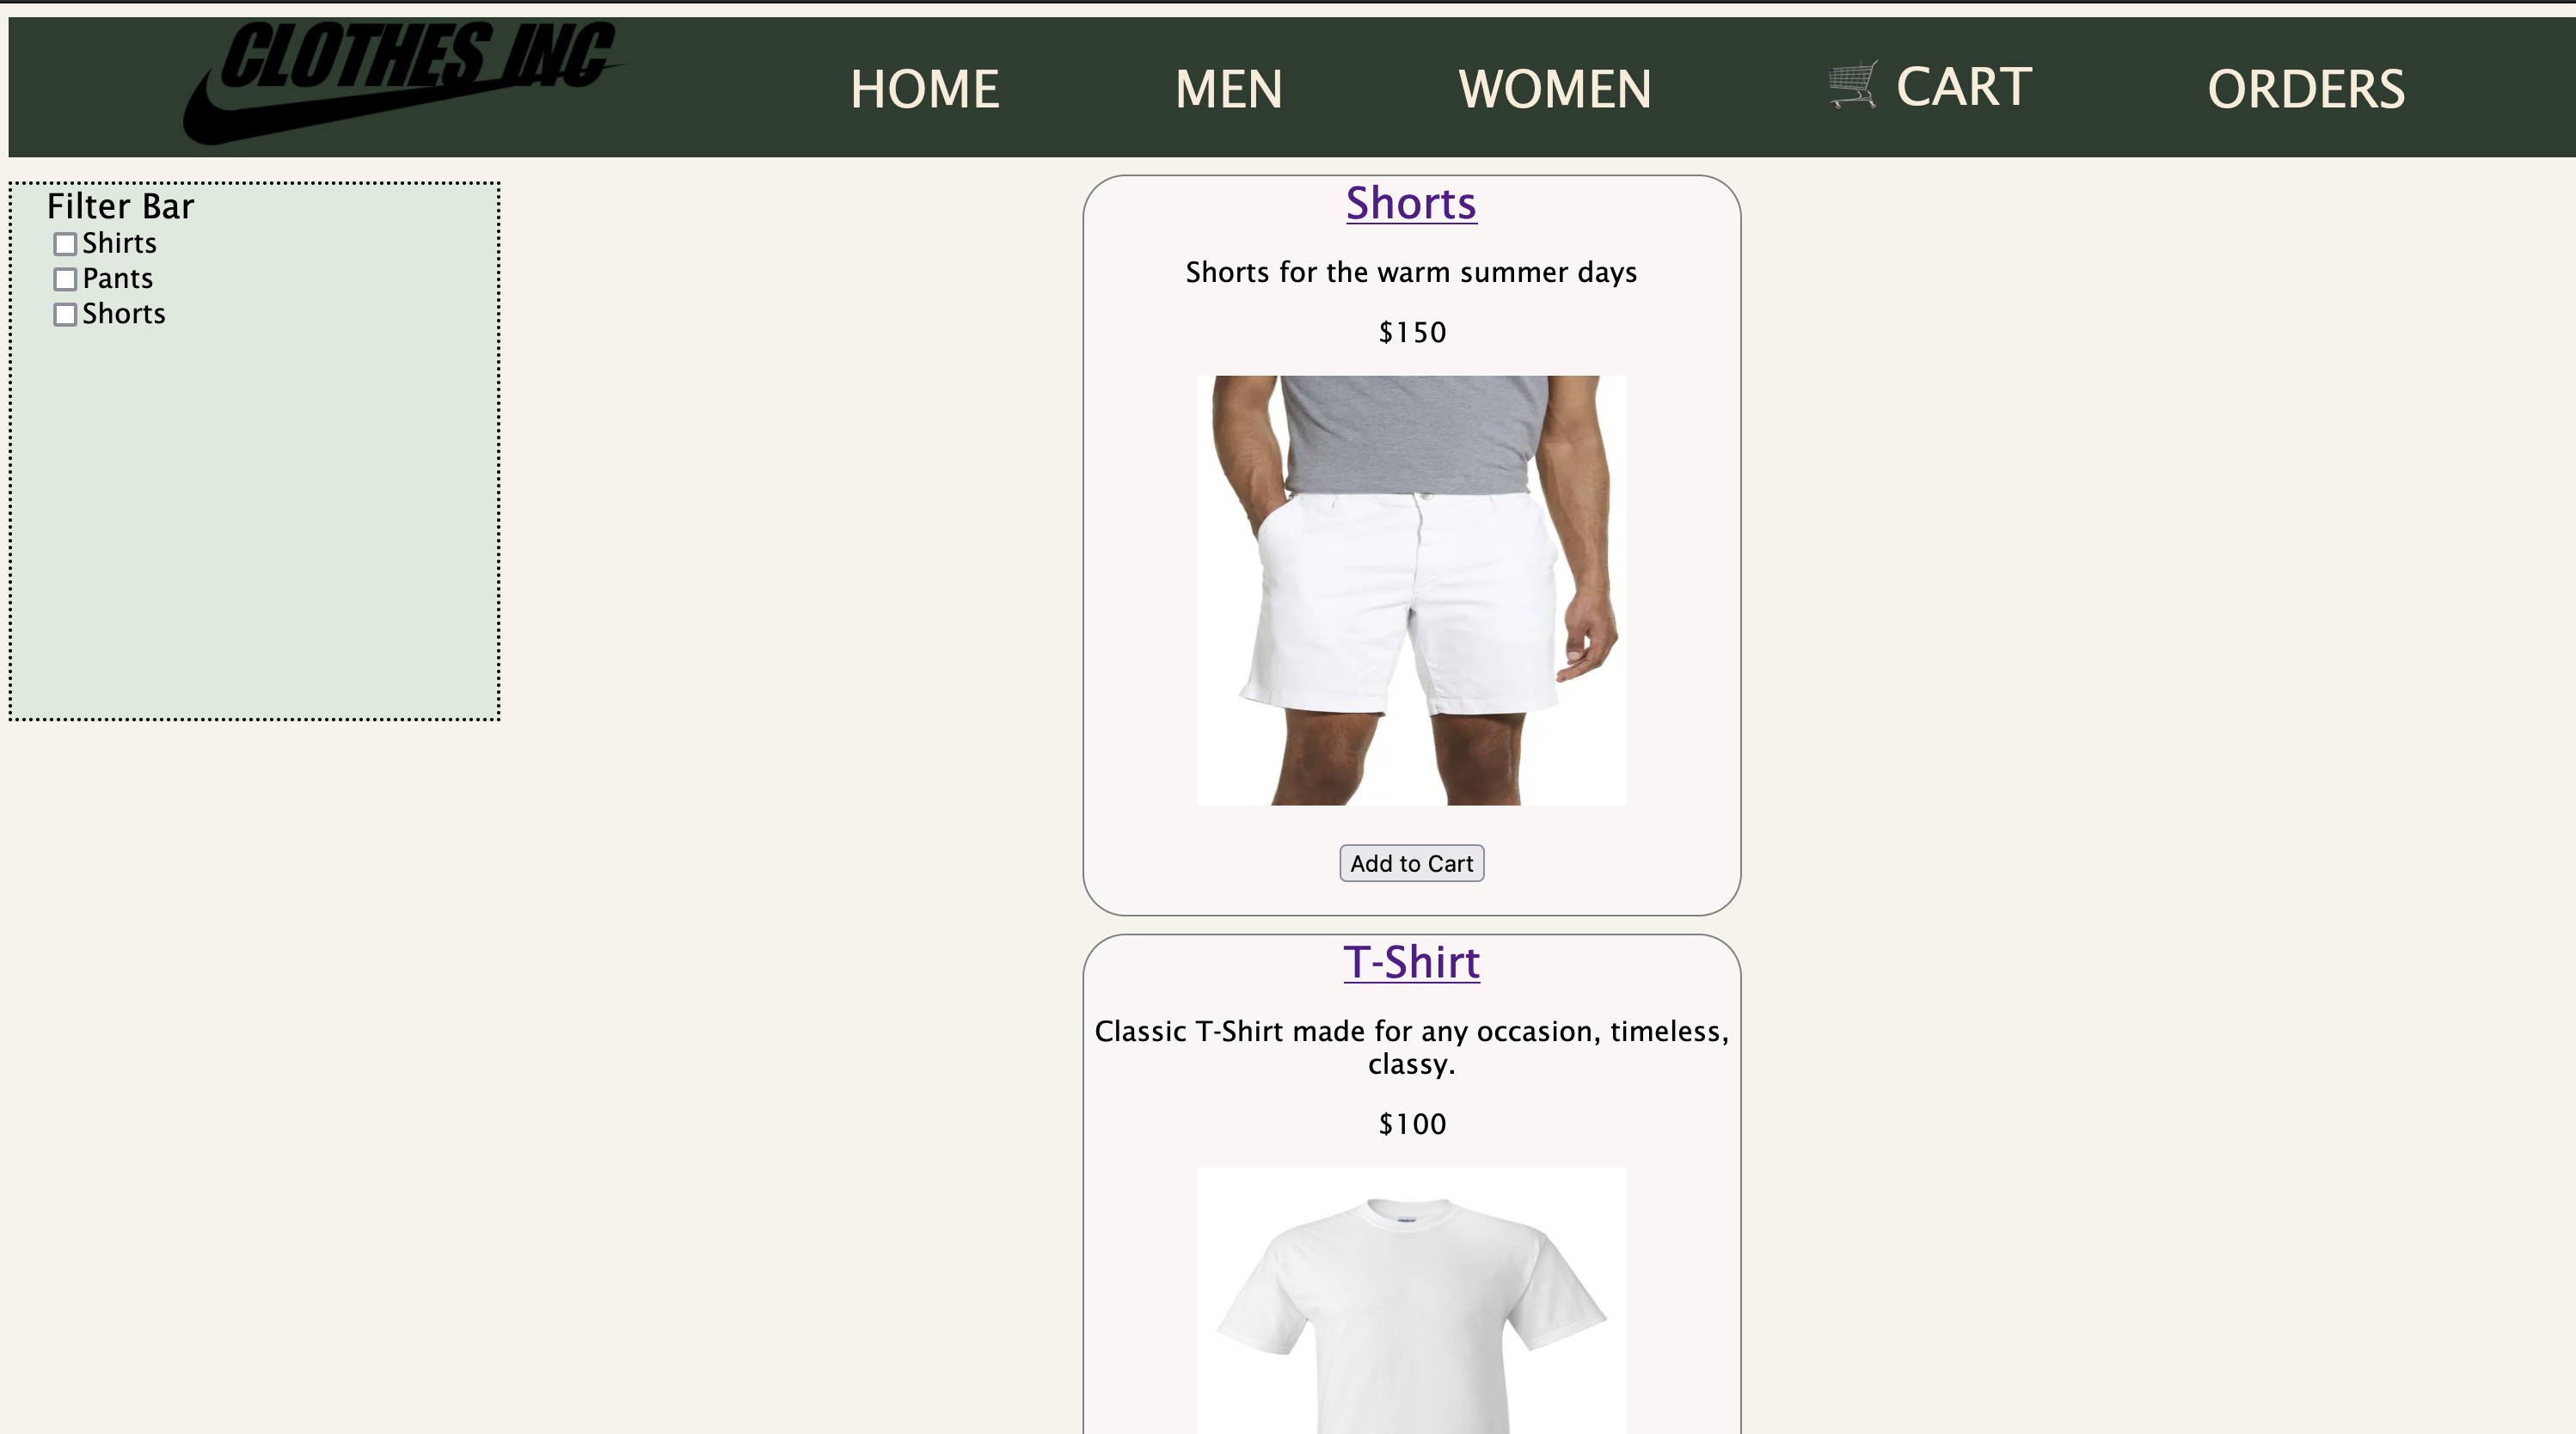 CLOTHES INC
HOME
MEN
WOMEN
CART
ORDERS
Filter Bar
Shirts
Pants
Shorts
Shorts
Shorts for the warm summer days
$150
Add to Cart
T-Shirt
Classic T-Shirt made for any occasion, timeless,
classy.
$100